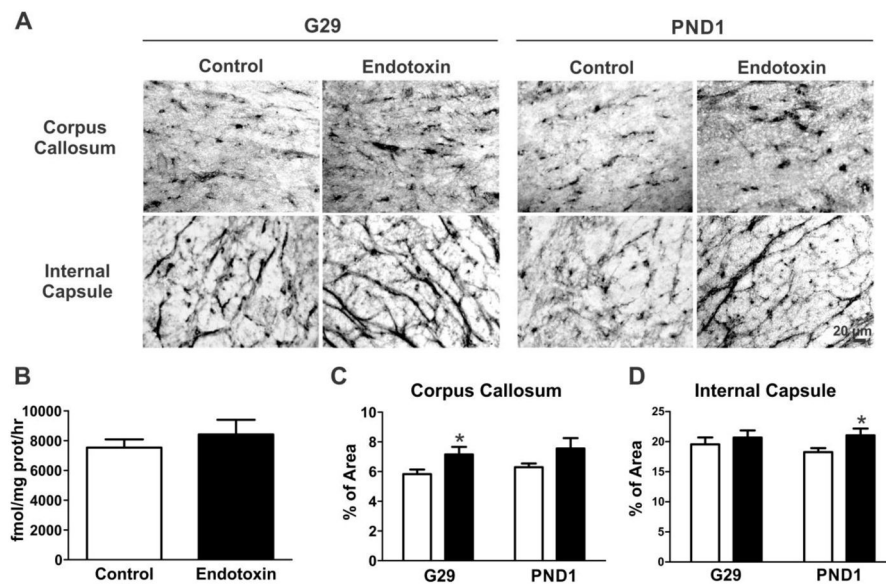 A
G29
PND1
Control
Endotoxin
Control
Endotoxin
Corpus
Callosum
Internal
Capsule
20 µm
B
fmol/mg prot/hr
10000
8000
6000
4000
2000
0
Control
Endotoxin
C
Corpus Callosum
% of Area
8
6
4
2
0
*
G29
PND1
D
Internal Capsule
% of Area
25
20
15
10
5
0
*
G29
PND1